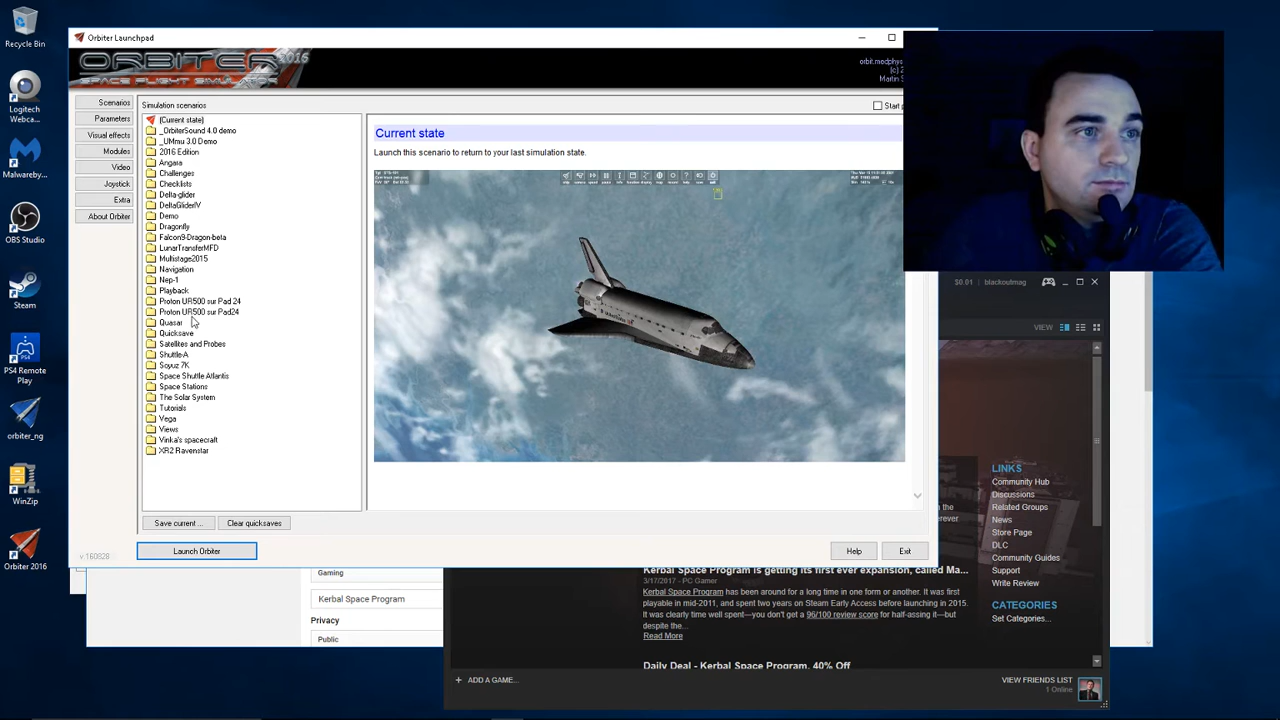 Recycle Bin
Logitech
Webca...
Malwareby...
OBS Studio
Steam
PS4 Remote
Play
orbiter_ng
WinZip
Orbiter 2016
Orbiter Launchpad
ORBITER 2016
SPACE FLIGHT SIMULATOR
orbit.medphys
(c) 2
Martin S
Scenarios
Parameters
Visual effects
Modules
Video
Joystick
Extra
About Orbiter
Simulation scenarios
Start p
(Current state)
_OrbiterSound 4.0 demo
_UMmu 3.0 Demo
2016 Edition
Angara
Challenges
Checklists
Delta-glider
DeltaGliderIV
Demo
Dragonfly
Falcon9-Dragon-beta
LunarTransferMFD
Multistage2015
Navigation
Nep-1
Playback
Proton UR500 sur Pad 24
Proton UR500 sur Pad24
Quasar
Quicksave
Satellites and Probes
Shuttle-A
Soyuz 7K
Space Shuttle Atlantis
Space Stations
The Solar System
Tutorials
Vega
Views
Vinka's spacecraft
XR2 Ravenstar
Current state
Launch this scenario to return to your last simulation state.
Save current ...
Clear quicksaves
v.160828
Launch Orbiter
Help
Exit
$0.01
blackoutmag
VIEW
LINKS
Community Hub
Discussions
Related Groups
News
Store Page
DLC
Community Guides
Support
Write Review
CATEGORIES
Set Categories...
Gaming
Kerbal Space Program
Privacy
Public
Kerbal Space Program is getting its first ever expansion, called Ma...
3/17/2017 - PC Gamer
Kerbal Space Program has been around for a long time in one form or another. It was first
playable in mid-2011, and spent two years on Steam Early Access before launching in 2015.
It was clearly time well spent—you don't get a 96/100 review score for half-assing it—but
despite the...
Read More
Daily Deal - Kerbal Space Program, 40% Off
+ ADD A GAME...
VIEW FRIENDS LIST
1 Online